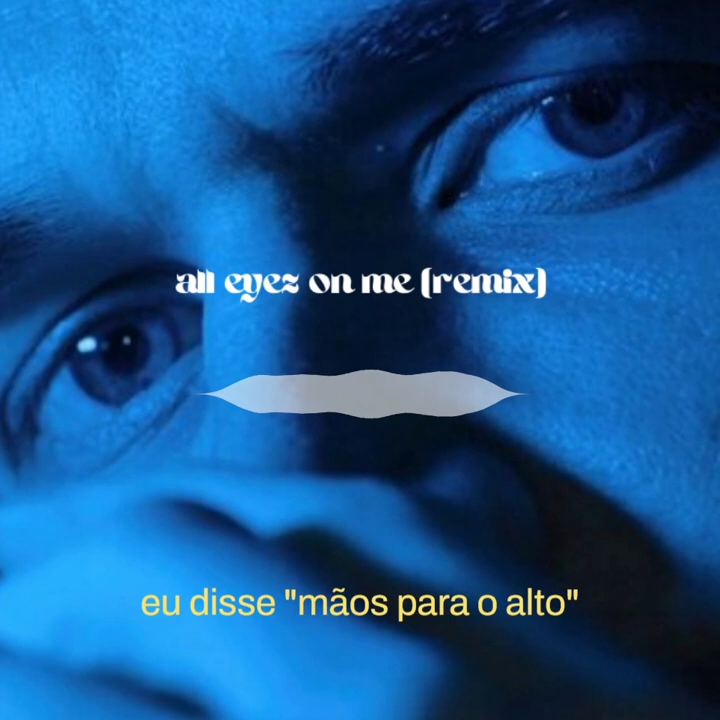 all eyez on me (remix)
eu disse "mãos para o alto"